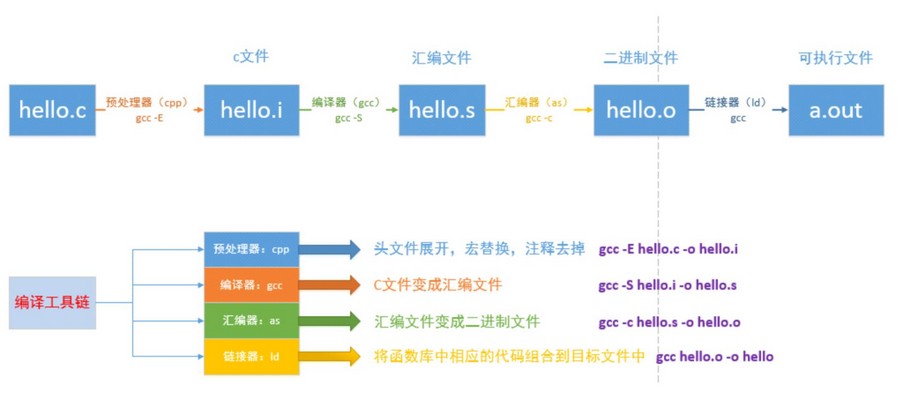 c文件
汇编文件
二进制文件
可执行文件
hello.c
预处理器（cpp）
gcc -E
hello.i
编译器（gcc）
gcc -S
hello.s
汇编器（as）
gcc -c
hello.o
链接器（ld）
gcc
a.out
编译工具链
预处理器：cpp
头文件展开，宏替换，注释去掉
gcc -E hello.c -o hello.i
编译器：gcc
C文件变成汇编文件
gcc -S hello.i -o hello.s
汇编器：as
汇编文件变成二进制文件
gcc -c hello.s -o hello.o
链接器：ld
将函数库中相应的代码组合到目标文件中
gcc hello.o -o hello